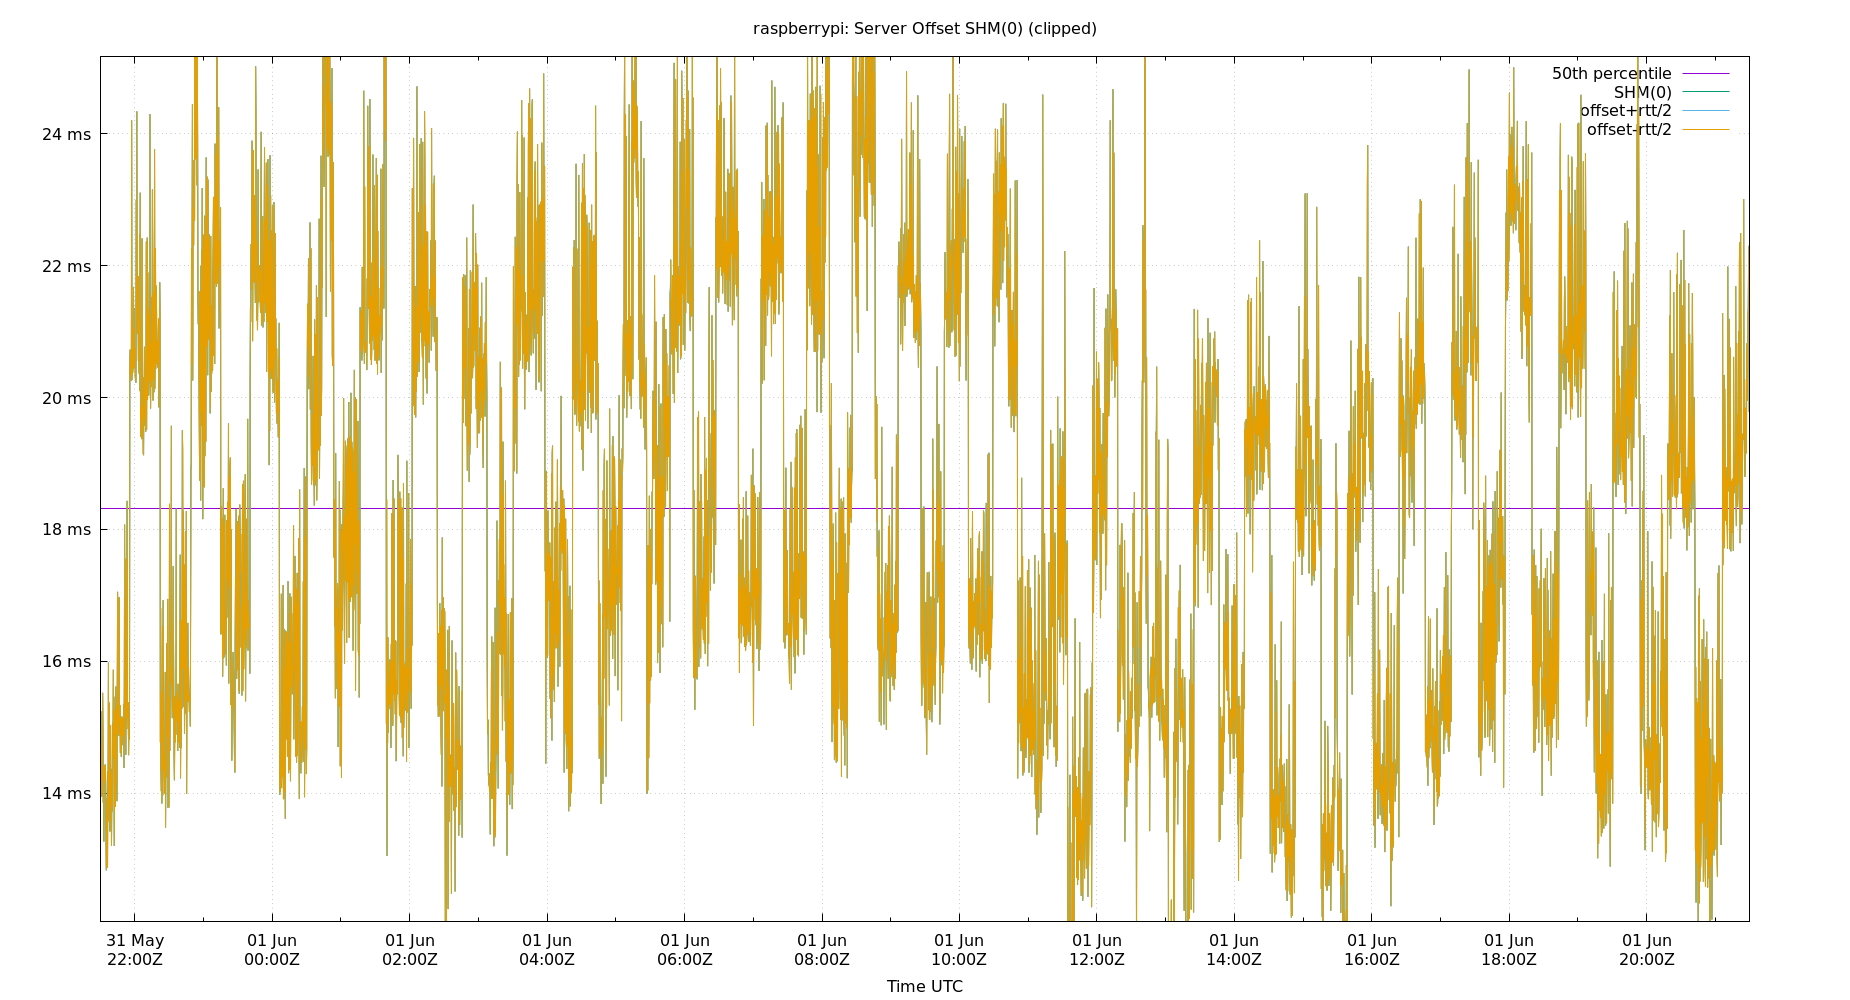 raspberrypi: Server Offset SHM(0) (clipped)
50th percentile
SHM(0)
offset+rtt/2
offset-rtt/2
24 ms
22 ms
20 ms
18 ms
16 ms
14 ms
31 May 01 Jun 01 Jun 01 Jun 01 Jun 01 Jun 01 Jun 01 Jun 01 Jun 01 Jun 01 Jun 01 Jun
22:00Z 00:00Z 02:00Z 04:00Z 06:00Z 08:00Z 10:00Z 12:00Z 14:00Z 16:00Z 18:00Z 20:00Z
Time UTC